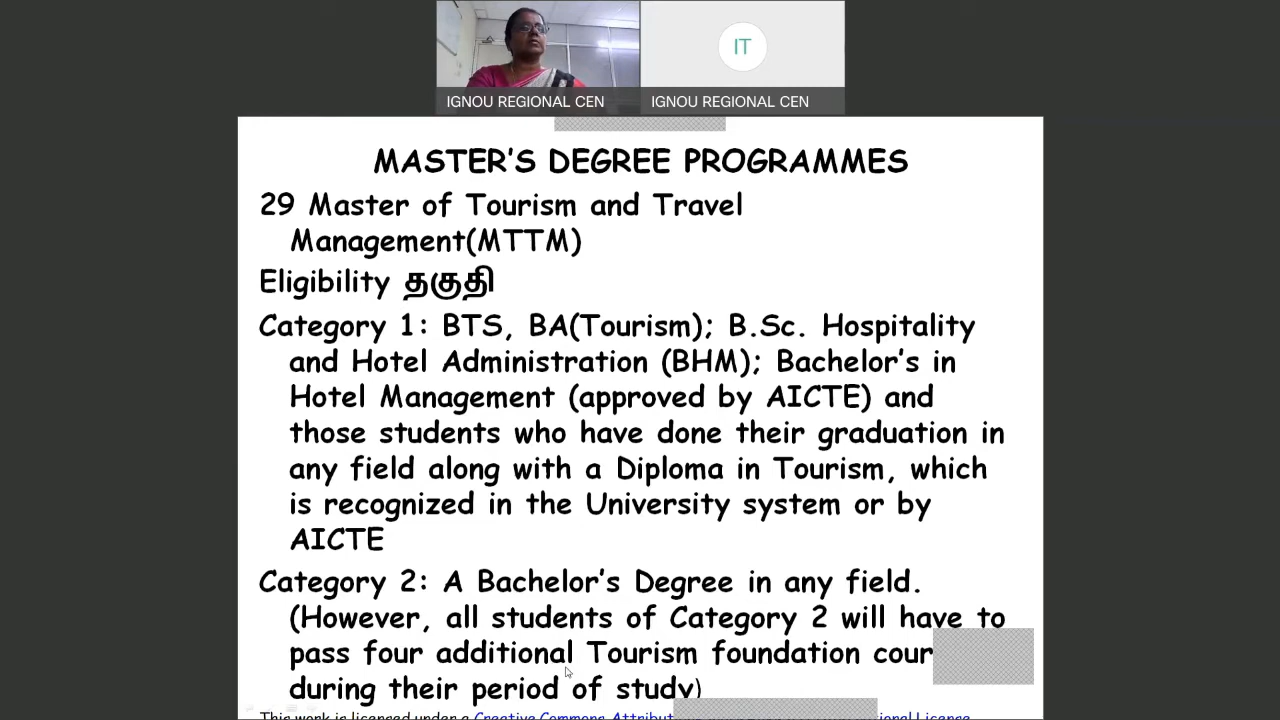 IT
IGNOU REGIONAL CEN
IGNOU REGIONAL CEN
MASTER'S DEGREE PROGRAMMES
29 Master of Tourism and Travel
Management(MTTM)
Eligibility தகுதி
Category 1: BTS, BA(Tourism); B.Sc. Hospitality
and Hotel Administration (BHM); Bachelor's in
Hotel Management (approved by AICTE) and
those students who have done their graduation in
any field along with a Diploma in Tourism, which
is recognized in the University system or by
AICTE
Category 2: A Bachelor's Degree in any field.
(However, all students of Category 2 will have to
pass four additional Tourism foundation cour
during their period of study)
This work is licensed under a Creative Commons Attribut ional License